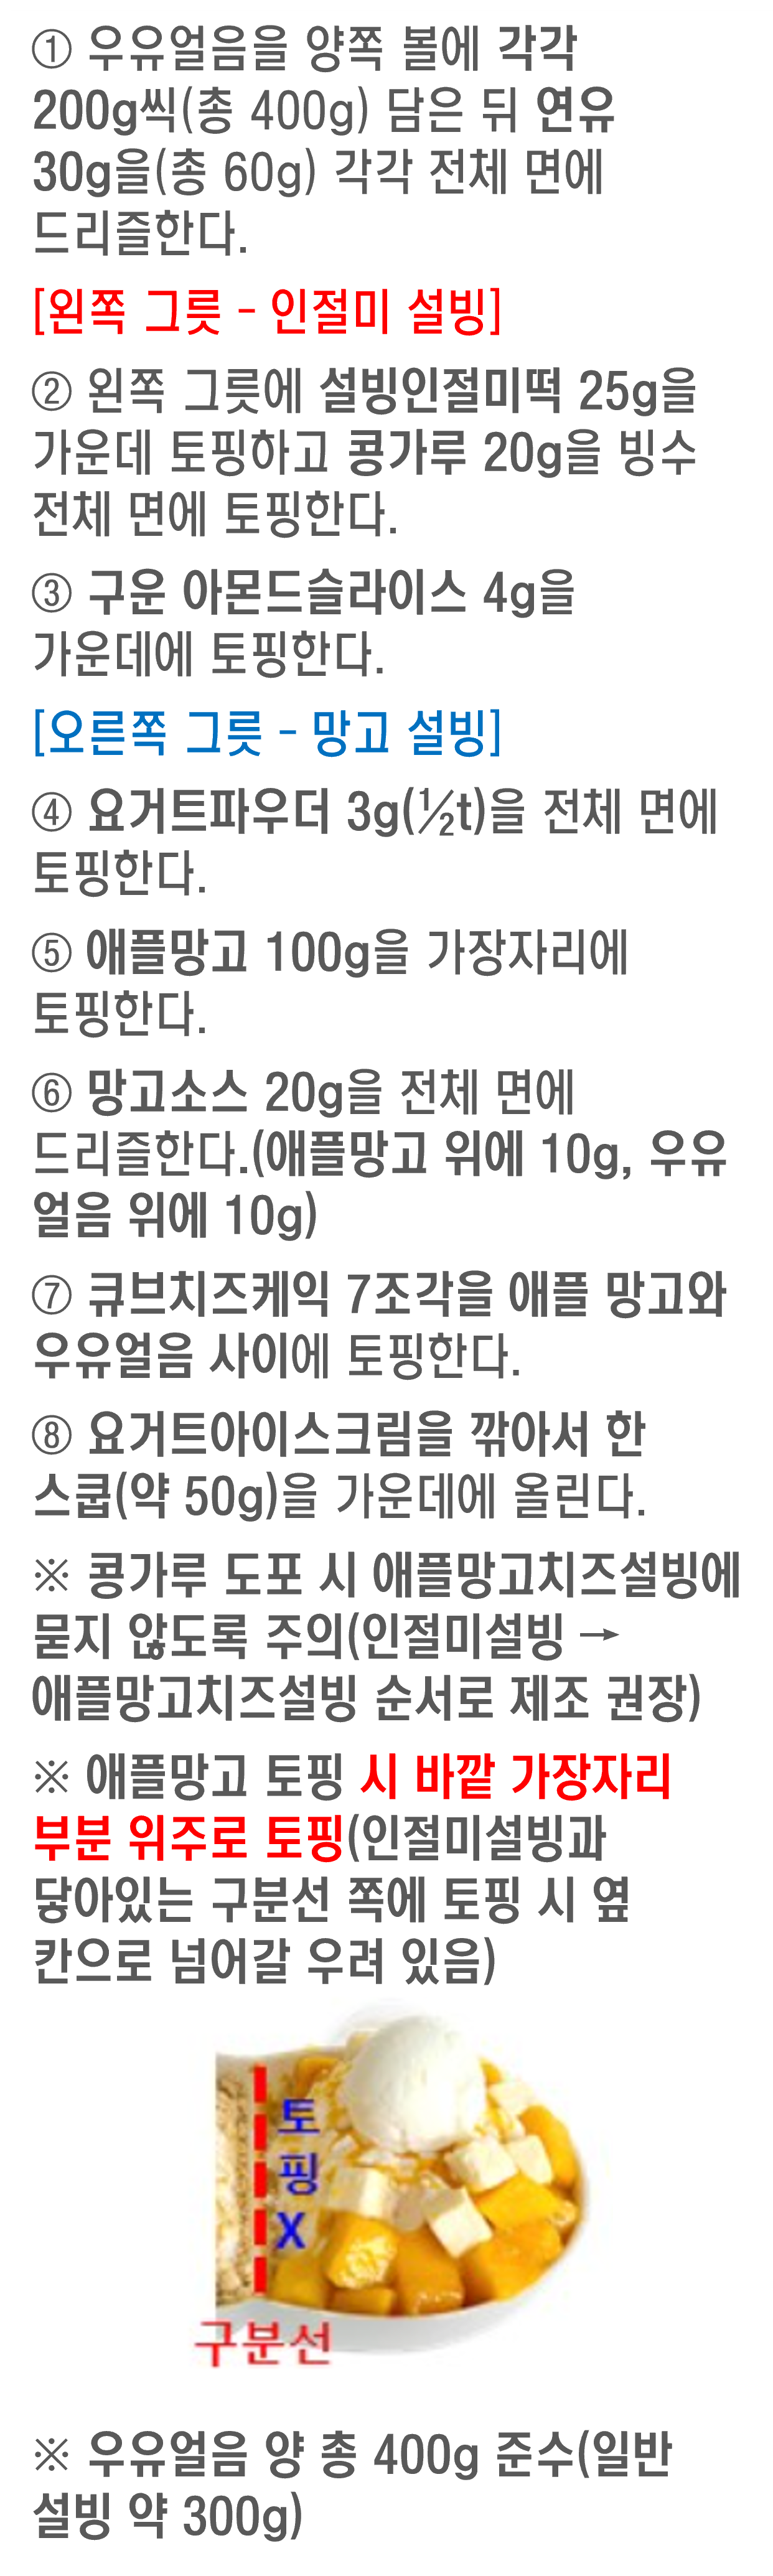 ① 우유얼음을 양쪽 볼에 각각
200g씩(총 400g) 담은 뒤 연유
30g을(총 60g) 각각 전체 면에
드리즐한다.
[왼쪽 그릇 - 인절미 설빙]
② 왼쪽 그릇에 설빙인절미떡 25g을
가운데 토핑하고 콩가루 20g을 빙수
전체 면에 토핑한다.
③ 구운 아몬드슬라이스 4g을
가운데에 토핑한다.
[오른쪽 그릇 - 망고 설빙]
④ 요거트파우더 3g(½t)을 전체 면에
토핑한다.
⑤ 애플망고 100g을 가장자리에
토핑한다.
⑥ 망고소스 20g을 전체 면에
드리즐한다.(애플망고 위에 10g, 우유
얼음 위에 10g)
⑦ 큐브치즈케익 7조각을 애플 망고와
우유얼음 사이에 토핑한다.
⑧ 요거트아이스크림을 깎아서 한
스쿱(약 50g)을 가운데에 올린다.
※ 콩가루 도포 시 애플망고치즈설빙에
묻지 않도록 주의(인절미설빙 →
애플망고치즈설빙 순서로 제조 권장)
※ 애플망고 토핑 시 바깥 가장자리
부분 위주로 토핑(인절미설빙과
닿아있는 구분선 쪽에 토핑 시 옆
칸으로 넘어갈 우려 있음)
토
핑
X
구분선
※ 우유얼음 양 총 400g 준수(일반
설빙 약 300g)